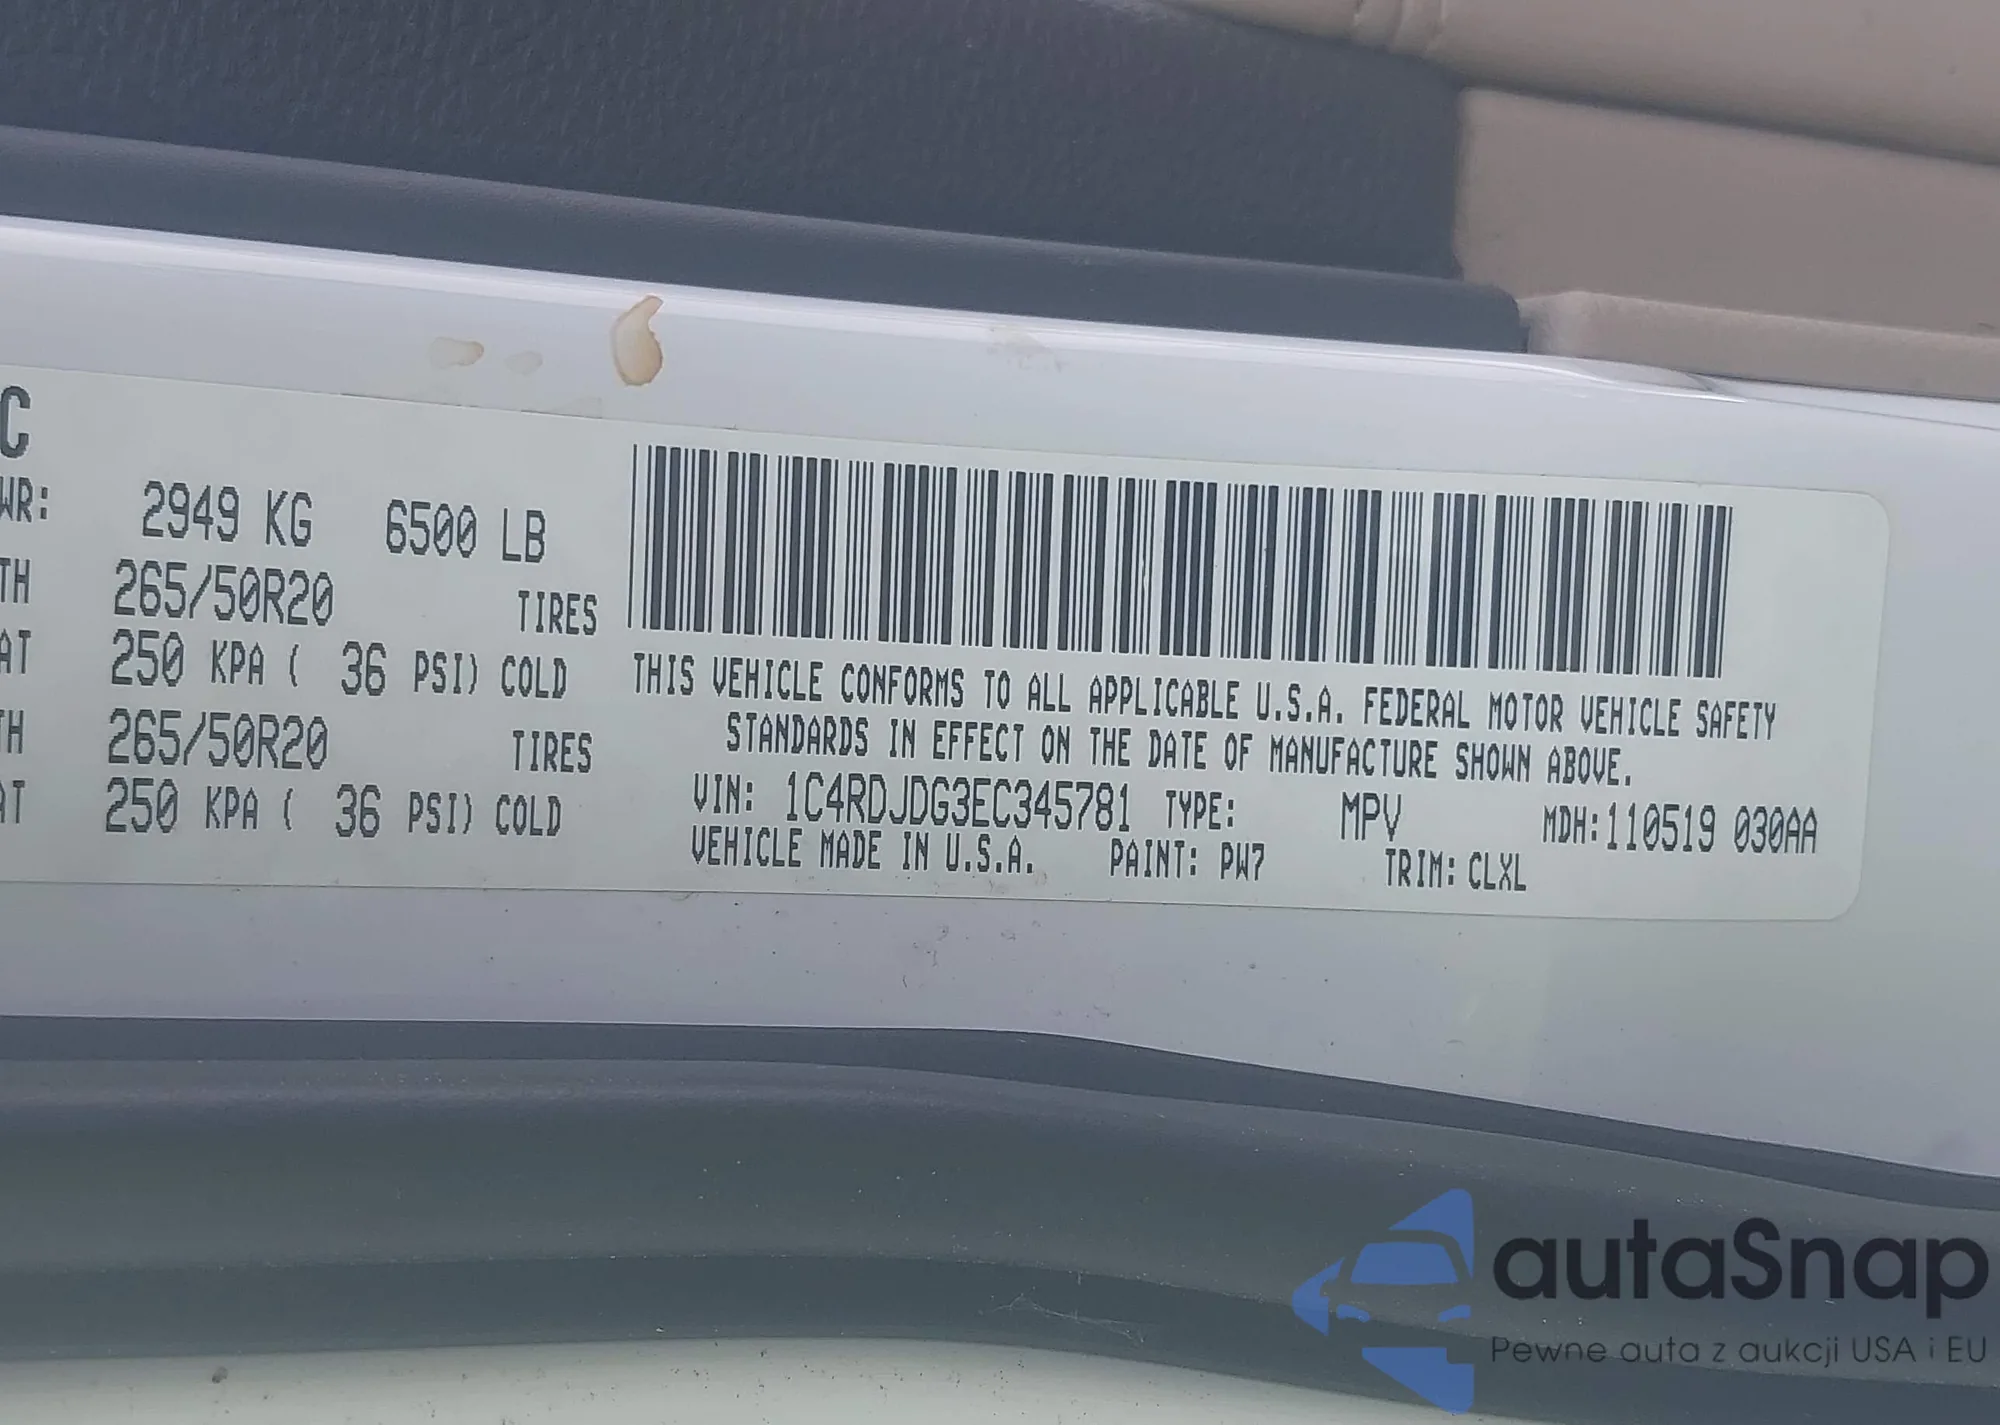 C
WR: 2949 KG 6500 LB
TH 265/50R20 TIRES
AT 250 KPA ( 36 PSI) COLD
TH 265/50R20 TIRES
AT 250 KPA ( 36 PSI) COLD
THIS VEHICLE CONFORMS TO ALL APPLICABLE U.S.A. FEDERAL MOTOR VEHICLE SAFETY
STANDARDS IN EFFECT ON THE DATE OF MANUFACTURE SHOWN ABOVE.
VIN: 1C4RDJDG3EC345781 TYPE: MPV MDH:110519 030AA
VEHICLE MADE IN U.S.A. PAINT: PW7 TRIM: CLXL
autaSnap
Pewne auta z aukcji USA i EU